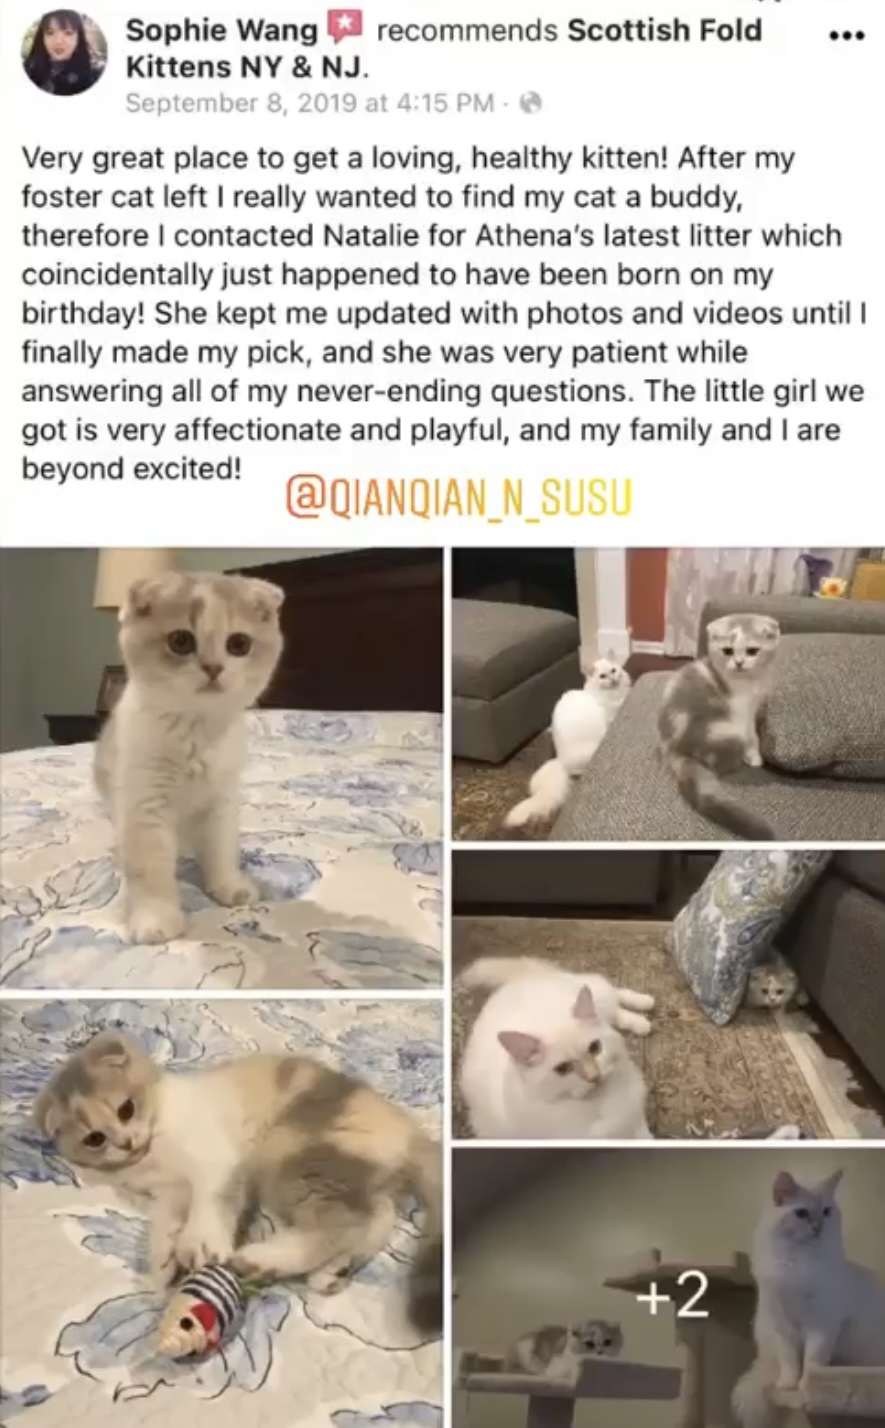 Sophie Wang recommends Scottish Fold
Kittens NY & NJ.
September 8, 2019 at 4:15 PM ·
Very great place to get a loving, healthy kitten! After my
foster cat left I really wanted to find my cat a buddy,
therefore I contacted Natalie for Athena's latest litter which
coincidentally just happened to have been born on my
birthday! She kept me updated with photos and videos until I
finally made my pick, and she was very patient while
answering all of my never-ending questions. The little girl we
got is very affectionate and playful, and my family and I are
beyond excited!
@QIANQIAN_N_SUSU
+2